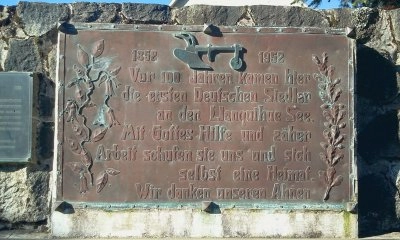 1852 1952
Vor 100 Jahren kamen hier
die ersten Deutschen Siedler
an den Llanquihue See.
Mit Gottes Hilfe und zäher
Arbeit schufen sie uns und sich
selbst eine Heimat.
Wir danken unseren Ahnen